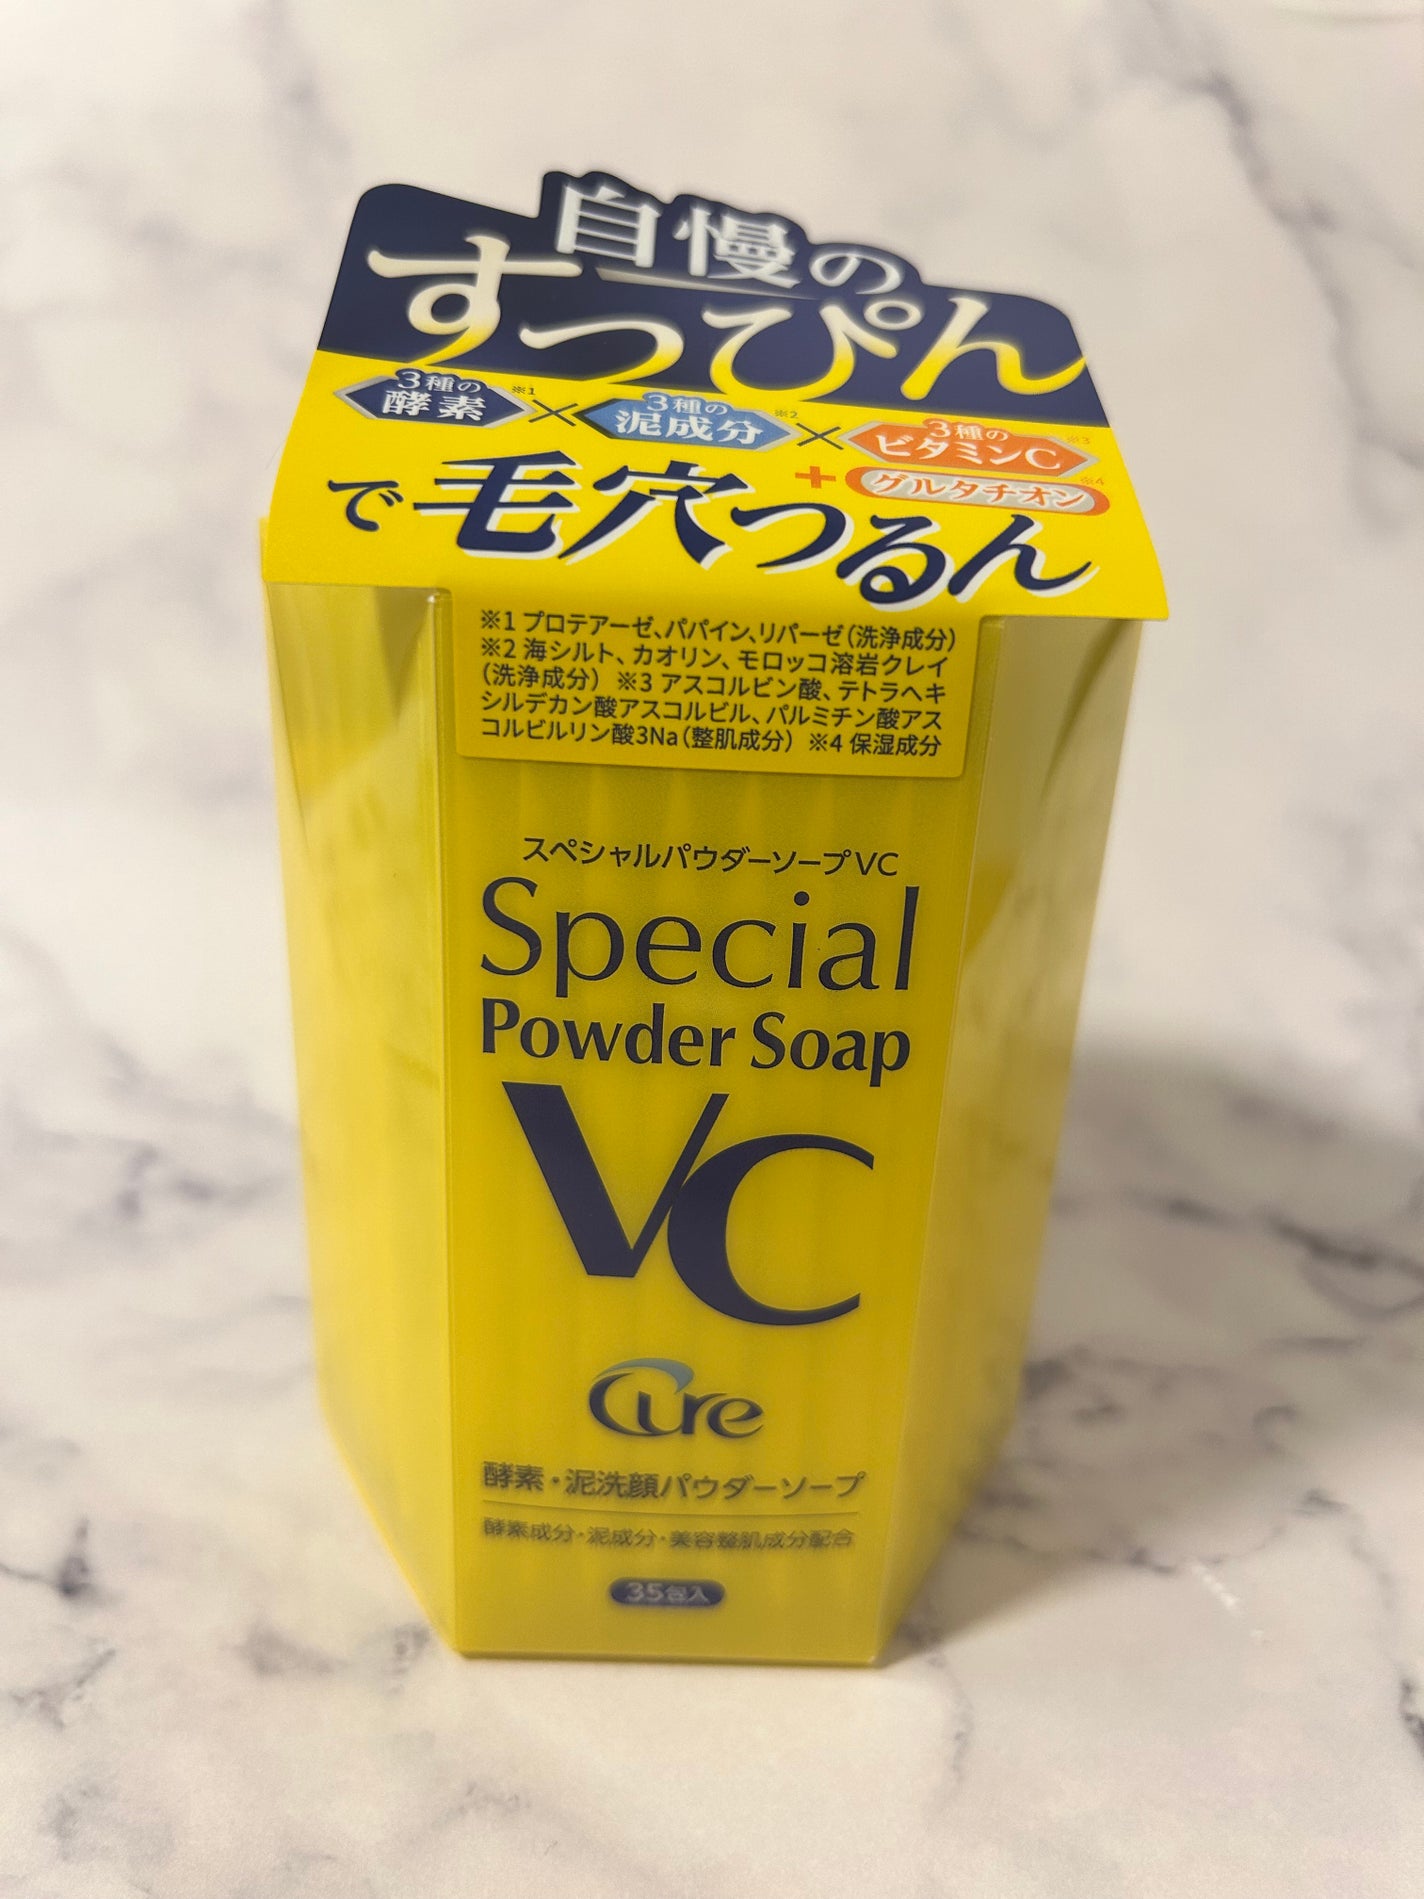 自慢の
すっぴん
3種の酵素※1×3種の泥成分※2×3種のビタミンC※3
+グルタチオン※4
で毛穴つるん
※1 プロテアーゼ、パパイン、リパーゼ(洗浄成分)
※2 海シルト、カオリン、モロッコ溶岩クレイ
(洗浄成分) ※3 アスコルビン酸、テトラヘキ
シルデカン酸アスコルビル、パルミチン酸アス
コルビルリン酸3Na(整肌成分) ※4 保湿成分
スペシャルパウダーソープVC
Special
Powder Soap
VC
Cure
酵素・泥洗顔パウダーソープ
酵素成分・泥成分・美容整肌成分配合
35包入